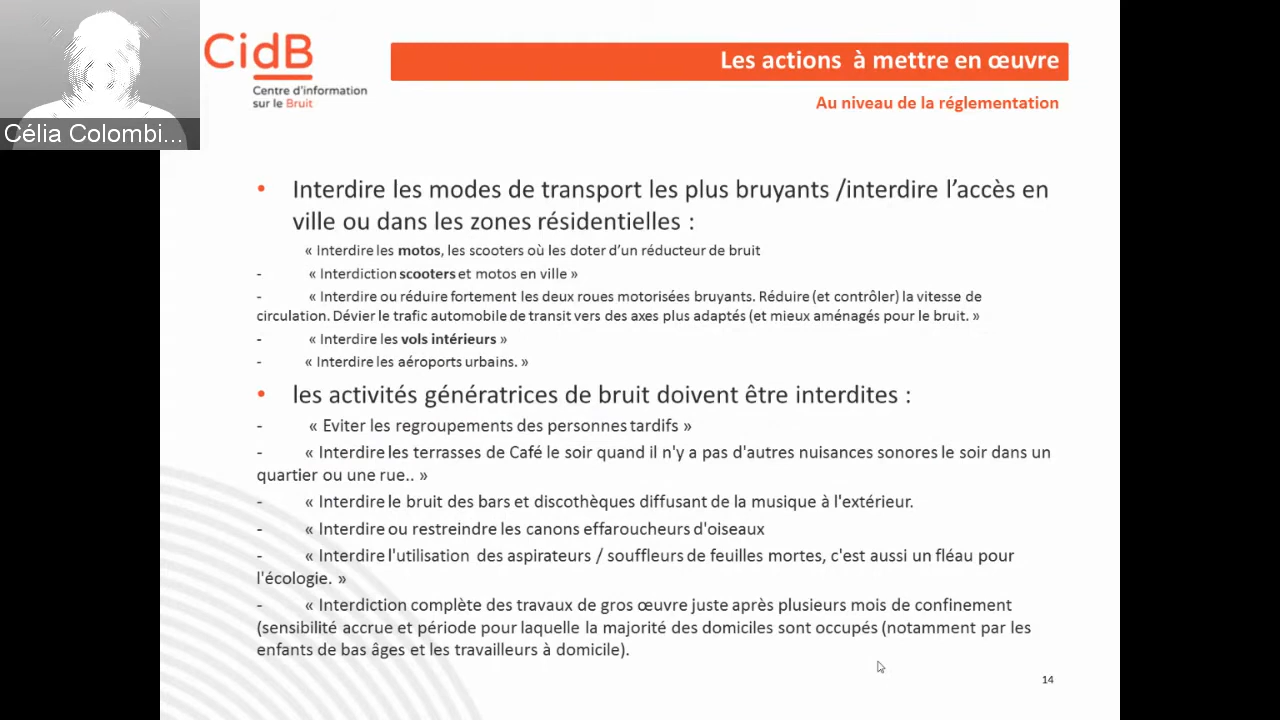 CidB
Centre d'information
sur le Bruit
Célia Colombi...
Les actions à mettre en œuvre
Au niveau de la réglementation
• Interdire les modes de transport les plus bruyants /interdire l’accès en
ville ou dans les zones résidentielles :
« Interdire les motos, les scooters où les doter d’un réducteur de bruit
- « Interdiction scooters et motos en ville »
- « Interdire ou réduire fortement les deux roues motorisées bruyants. Réduire (et contrôler) la vitesse de
circulation. Dévier le trafic automobile de transit vers des axes plus adaptés (et mieux aménagés pour le bruit. »
- « Interdire les vols intérieurs »
- « Interdire les aéroports urbains. »
• les activités génératrices de bruit doivent être interdites :
- « Eviter les regroupements des personnes tardifs »
- « Interdire les terrasses de Café le soir quand il n'y a pas d'autres nuisances sonores le soir dans un
quartier ou une rue.. »
- « Interdire le bruit des bars et discothèques diffusant de la musique à l'extérieur.
- « Interdire ou restreindre les canons effaroucheurs d'oiseaux
- « Interdire l'utilisation des aspirateurs / souffleurs de feuilles mortes, c'est aussi un fléau pour
l'écologie. »
- « Interdiction complète des travaux de gros œuvre juste après plusieurs mois de confinement
(sensibilité accrue et période pour laquelle la majorité des domiciles sont occupés (notamment par les
enfants de bas âges et les travailleurs à domicile).
14